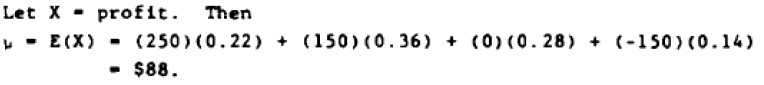 Let X = profit. Then
μ = E(X) = (250)(0.22) + (150)(0.36) + (0)(0.28) + (-150)(0.14)
= $88.